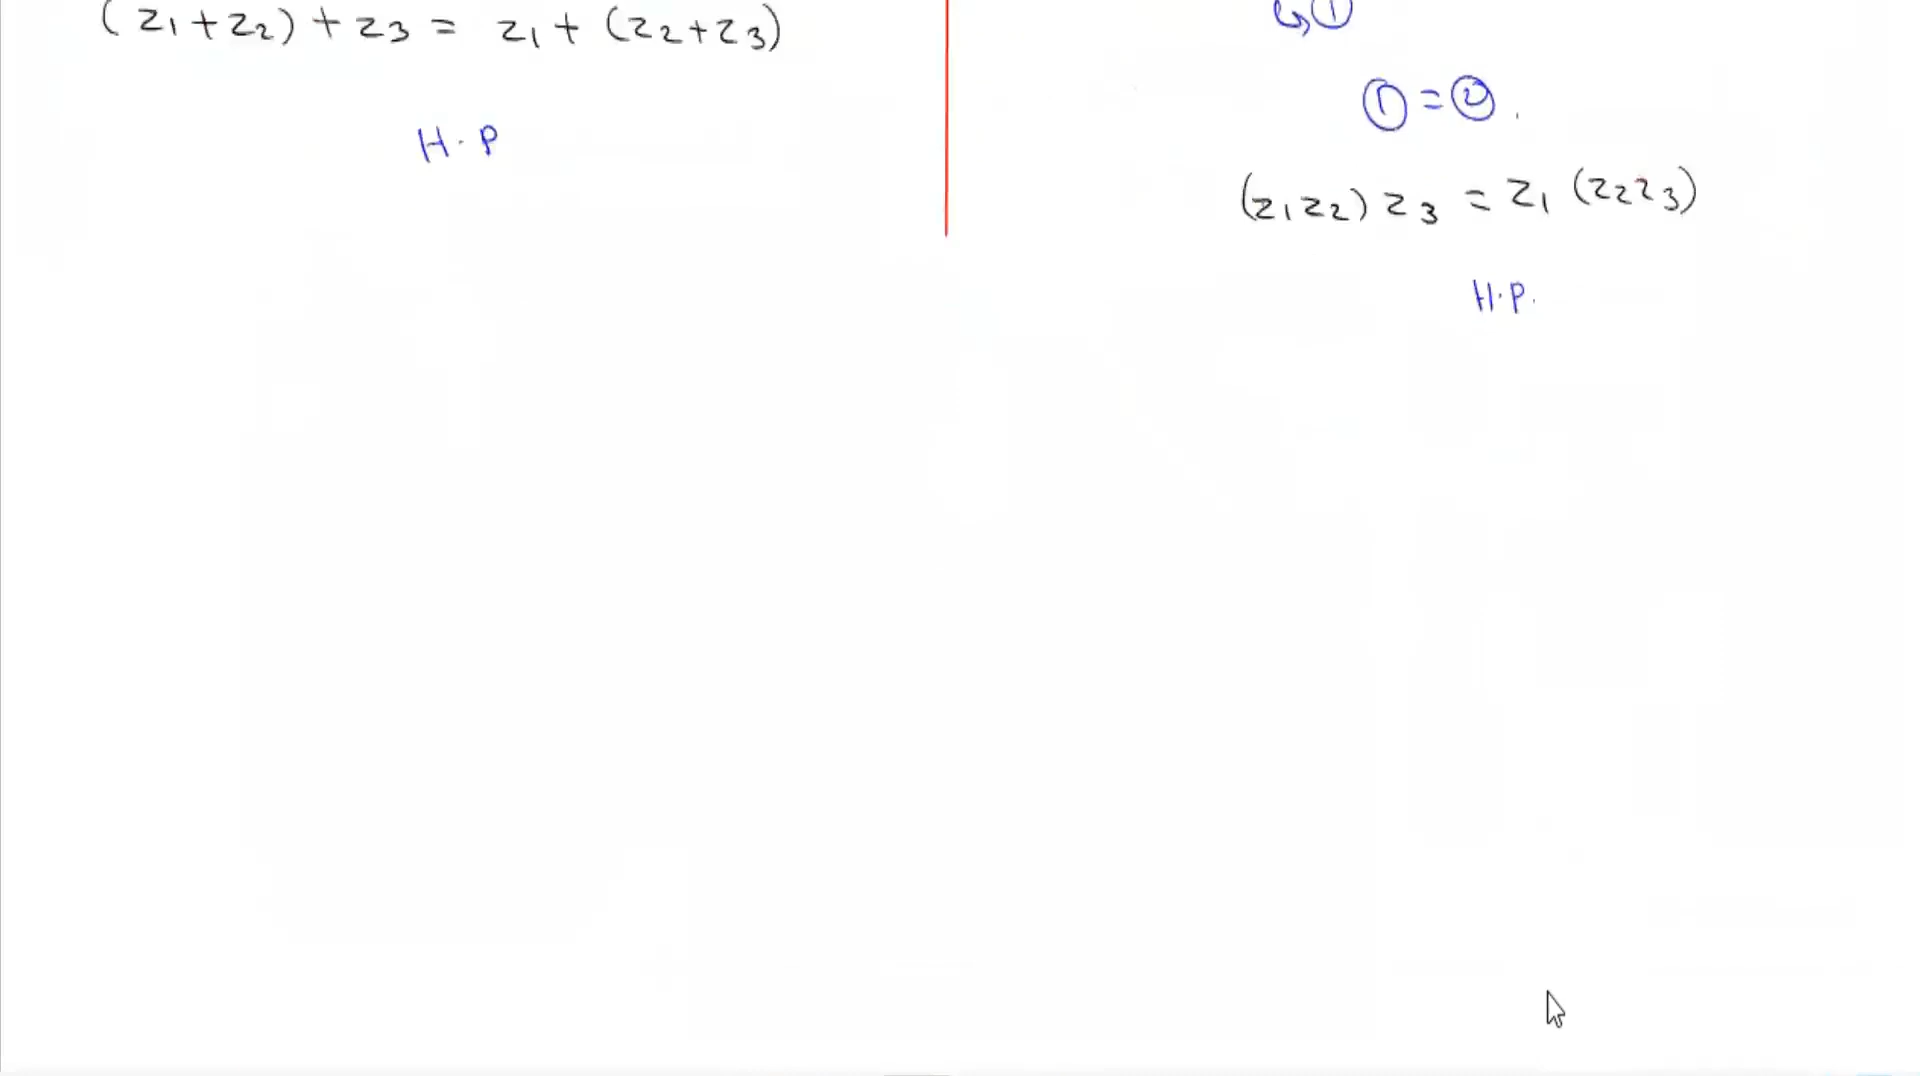 (z1+z2)+z3 = z1+(z2+z3)
H.P
↳①
①=②.
(z1z2)z3 = z1(z2z3)
H.P.